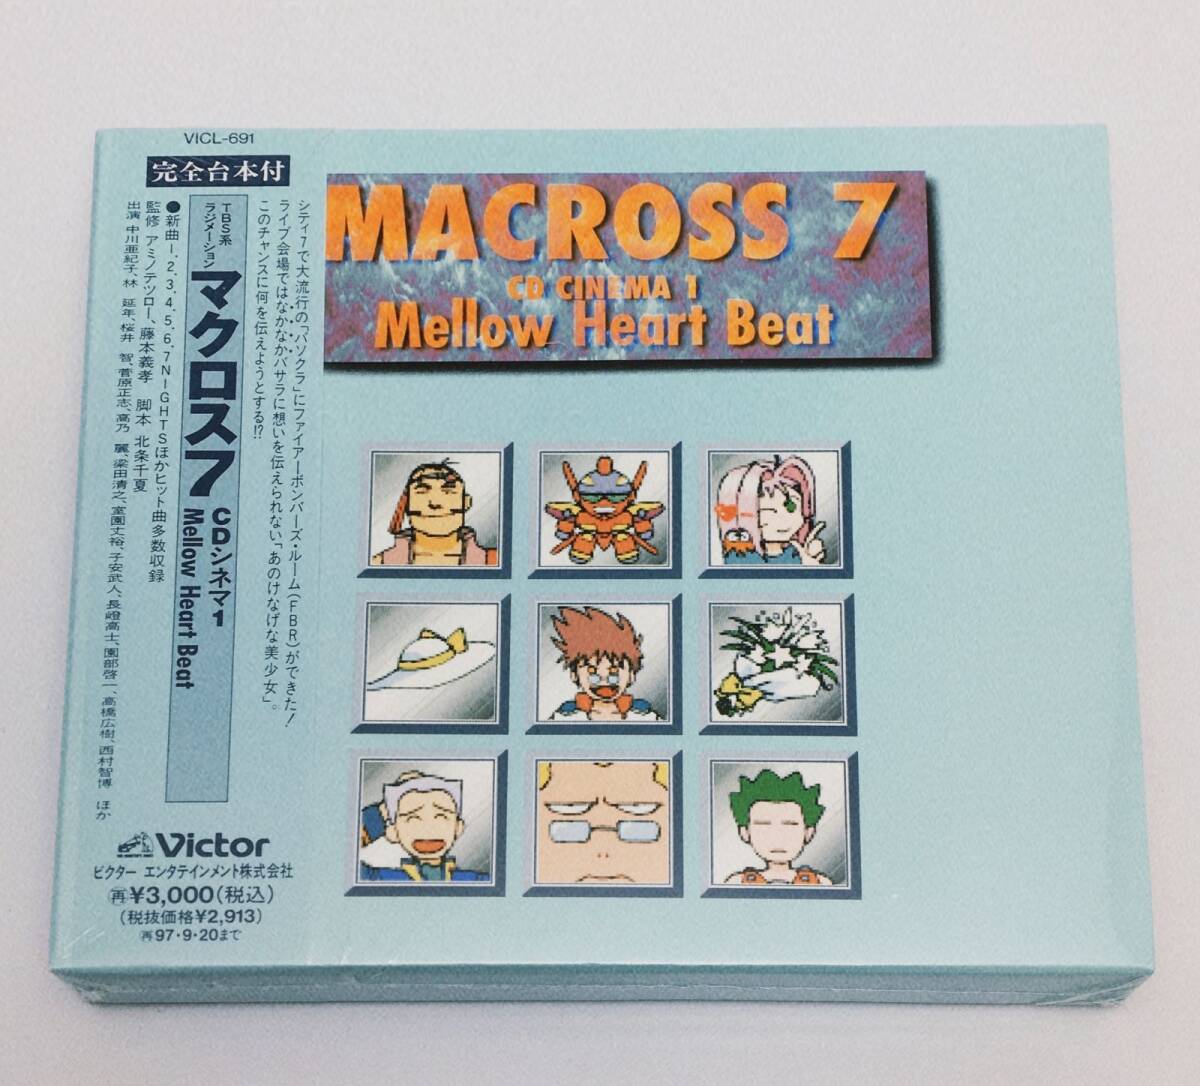 VICL-691
完全台本付
TBS系
ラジメーション
マクロス7
CDシネマ1
Mellow Heart Beat
シティ7で大流行の「バソクラ」にファイアーボンバーズ・ルーム(FBR)ができた!
ライブ会場ではなかなかバサラに想いを伝えられない「あのけなげな美少女」。
このチャンスに何を伝えようとする!?
●新曲1.2.3.4.5.6.7NIGHTSほかヒット曲多数収録
監修 アミノテツロー、藤本義孝 脚本 北条千夏
出演 中川亜紀子、林 延年、桜井 智、菅原正志、高乃 麗、梁田清之、室園丈裕、子安武人、長嶝高士、園部啓一、高橋広樹、西村智博 ほか
Victor
ビクター エンタテインメント株式会社
再¥3,000(税込)
(税抜価格¥2,913)
再97・9・20まで
MACROSS 7
CD CINEMA 1
Mellow Heart Beat